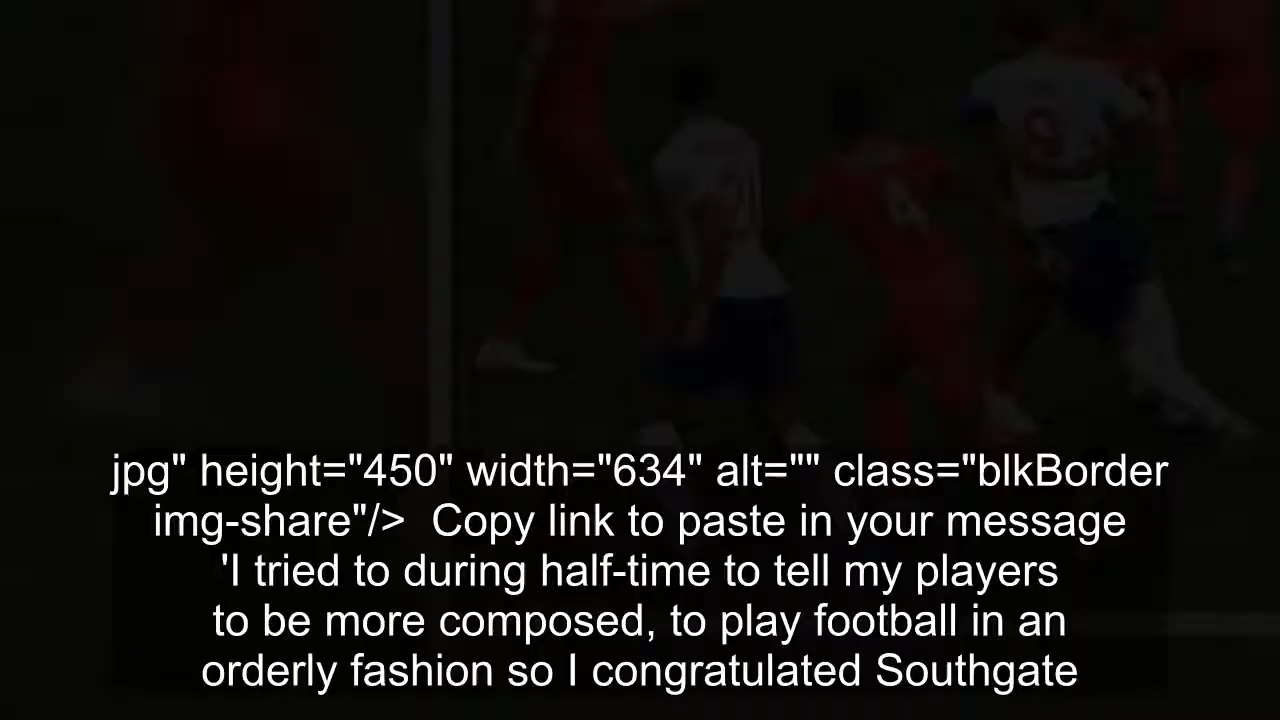 jpg" height="450" width="634" alt="" class="blkBorder
img-share"/>  Copy link to paste in your message
'I tried to during half-time to tell my players
to be more composed, to play football in an
orderly fashion so I congratulated Southgate
9